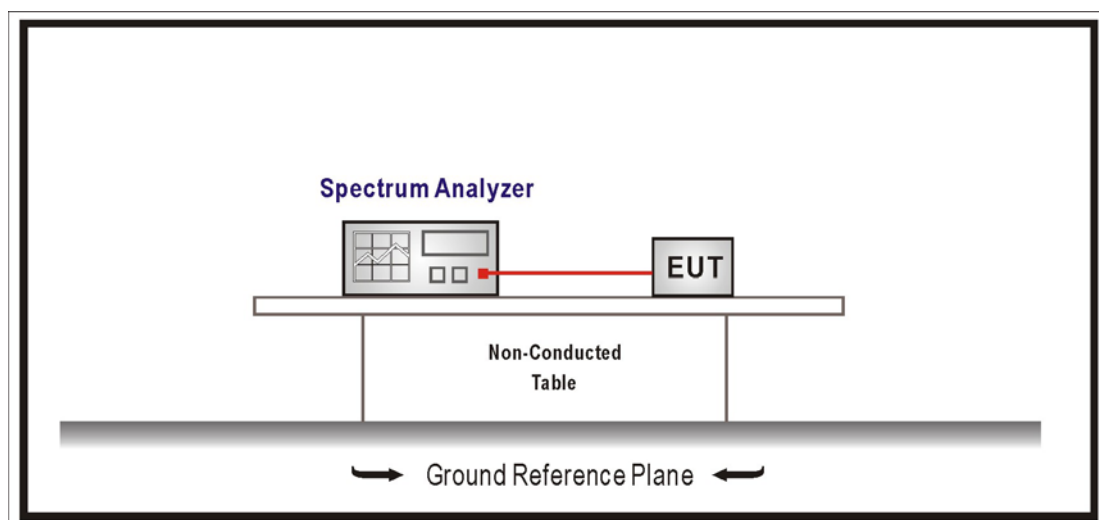 Spectrum Analyzer
EUT
Non-Conducted
Table
Ground Reference Plane